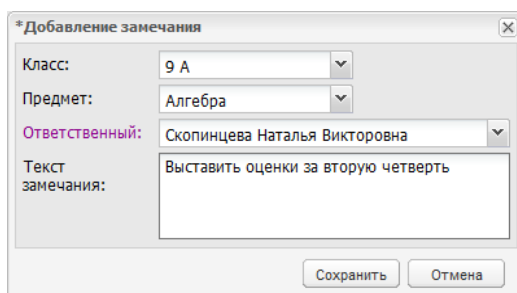 *Добавление замечания
Класс: 9 А
Предмет: Алгебра
Ответственный: Скопинцева Наталья Викторовна
Текст замечания: Выставить оценки за вторую четверть
Сохранить Отмена